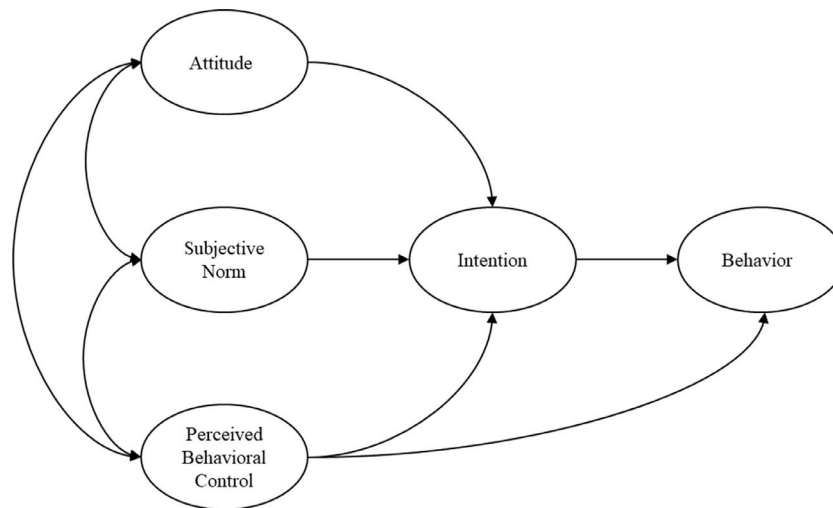 Attitude
Subjective
Norm
Intention
Behavior
Perceived
Behavioral
Control